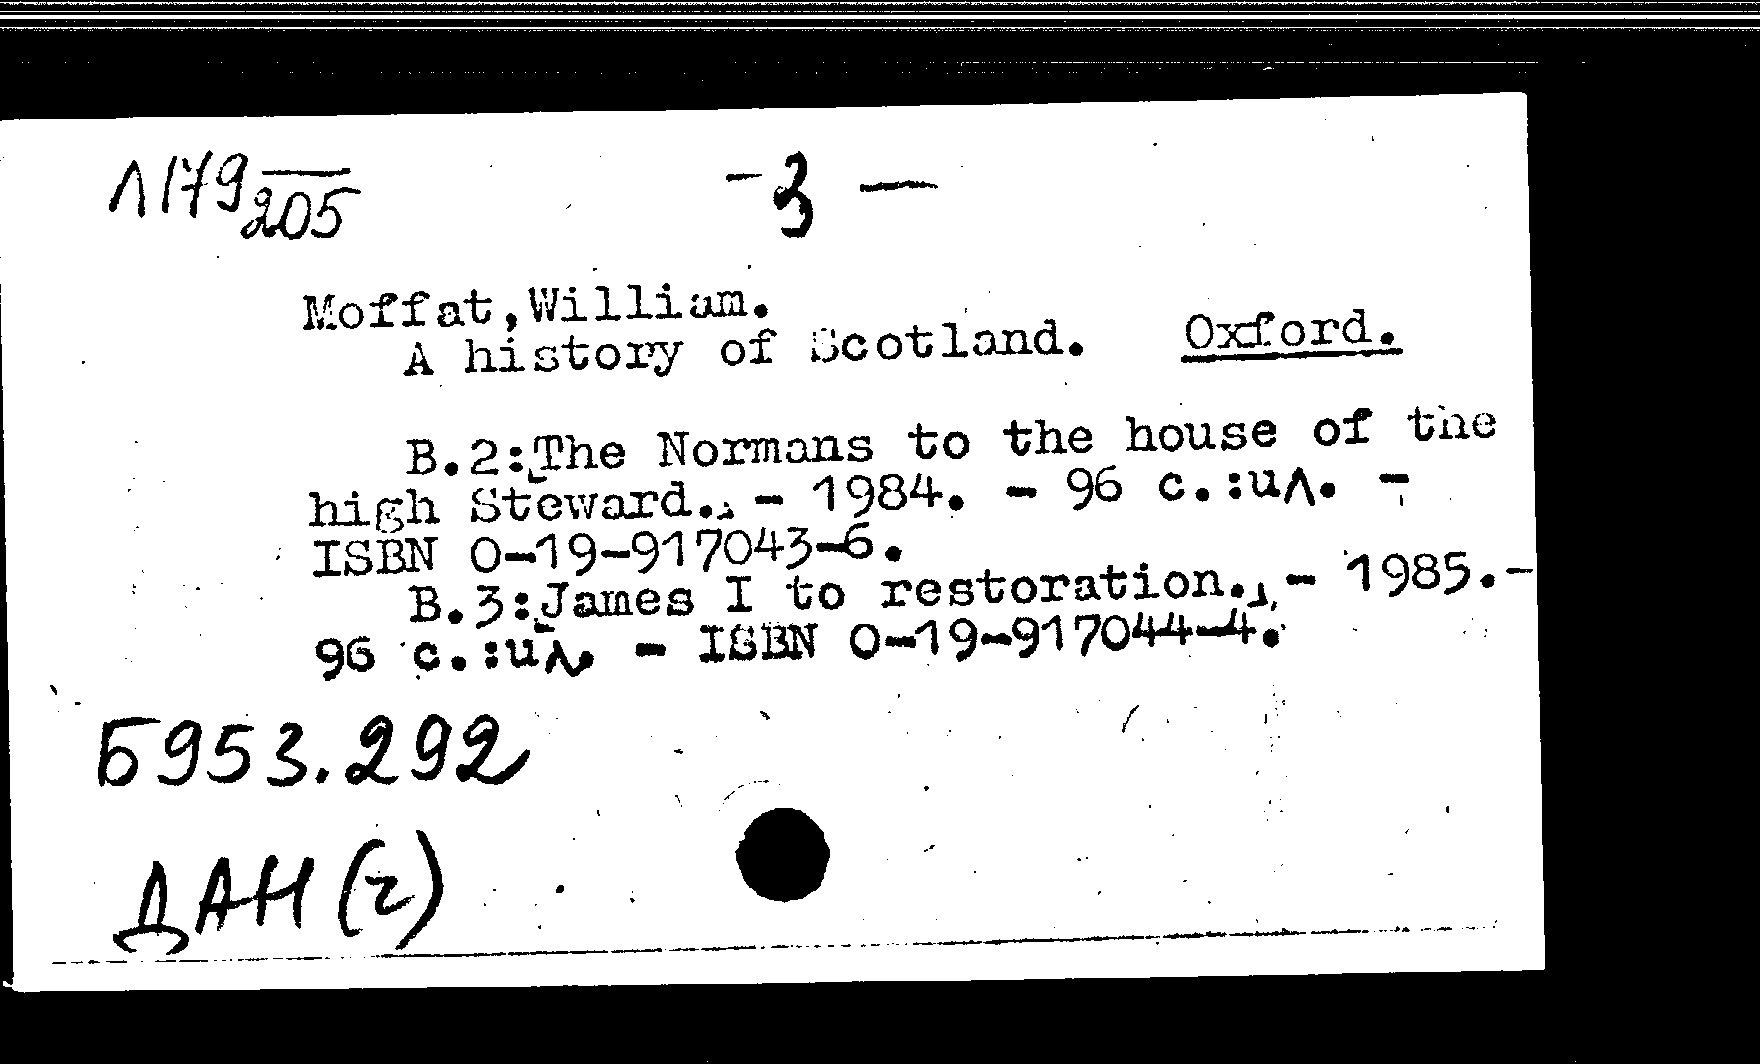 Л179 205
- 3 -
Moffat,William.
A history of Scotland. Oxford.
B.2:[The Normans to the house of the
high Steward.] - 1984. - 96 с.:ил. -
ISBN 0-19-917043-6.
B.3:[James I to restoration.] - 1985.-
96 с.:ил. - ISBN 0-19-917044-4.
Б953.292
ДАН (г)